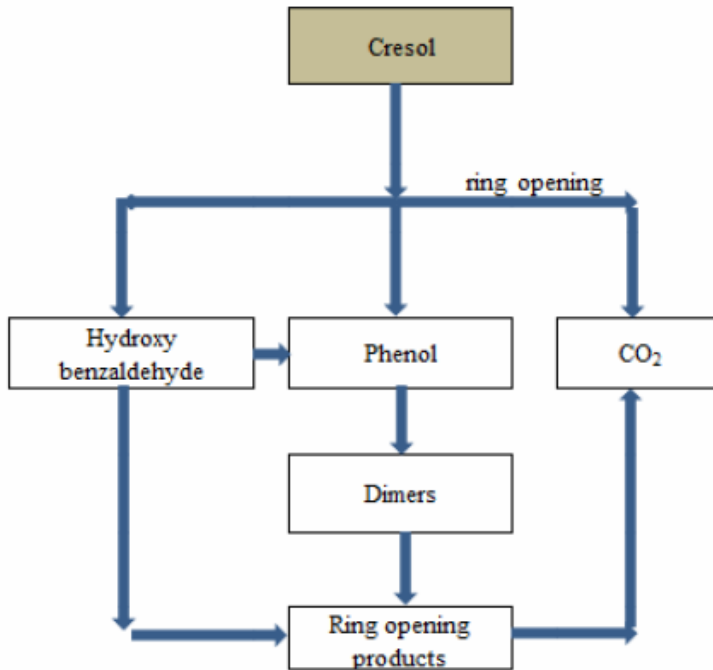 Cresol
ring opening
Hydroxy
benzaldehyde
Phenol
CO₂
Dimers
Ring opening
products